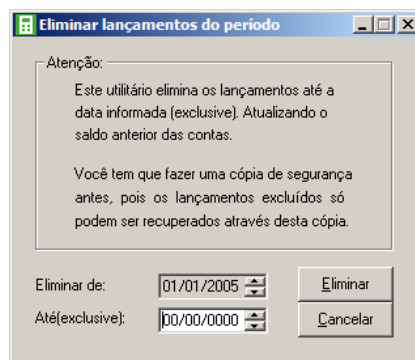 Eliminar lançamentos do período
Atenção:
Este utilitário elimina os lançamentos até a
data informada (exclusive). Atualizando o
saldo anterior das contas.
Você tem que fazer uma cópia de segurança
antes, pois os lançamentos excluídos só
podem ser recuperados através desta cópia.
Eliminar de: 01/01/2005 Eliminar
Até(exclusive): 00/00/0000 Cancelar